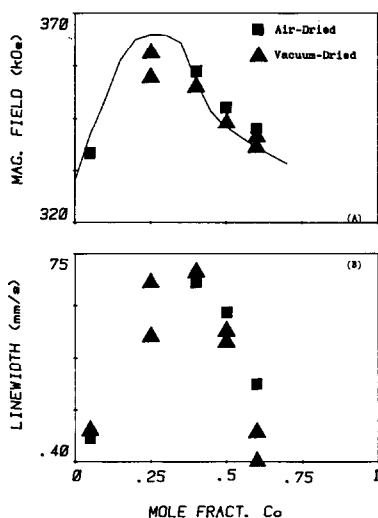 370
■ Air-Dried
▲ Vacuum-Dried
MAG. FIELD (kOe)
320
(A)
.75
(B)
LINEWIDTH (mm/s)
.40
0 .25 .5 .75 1
MOLE FRACT. Co